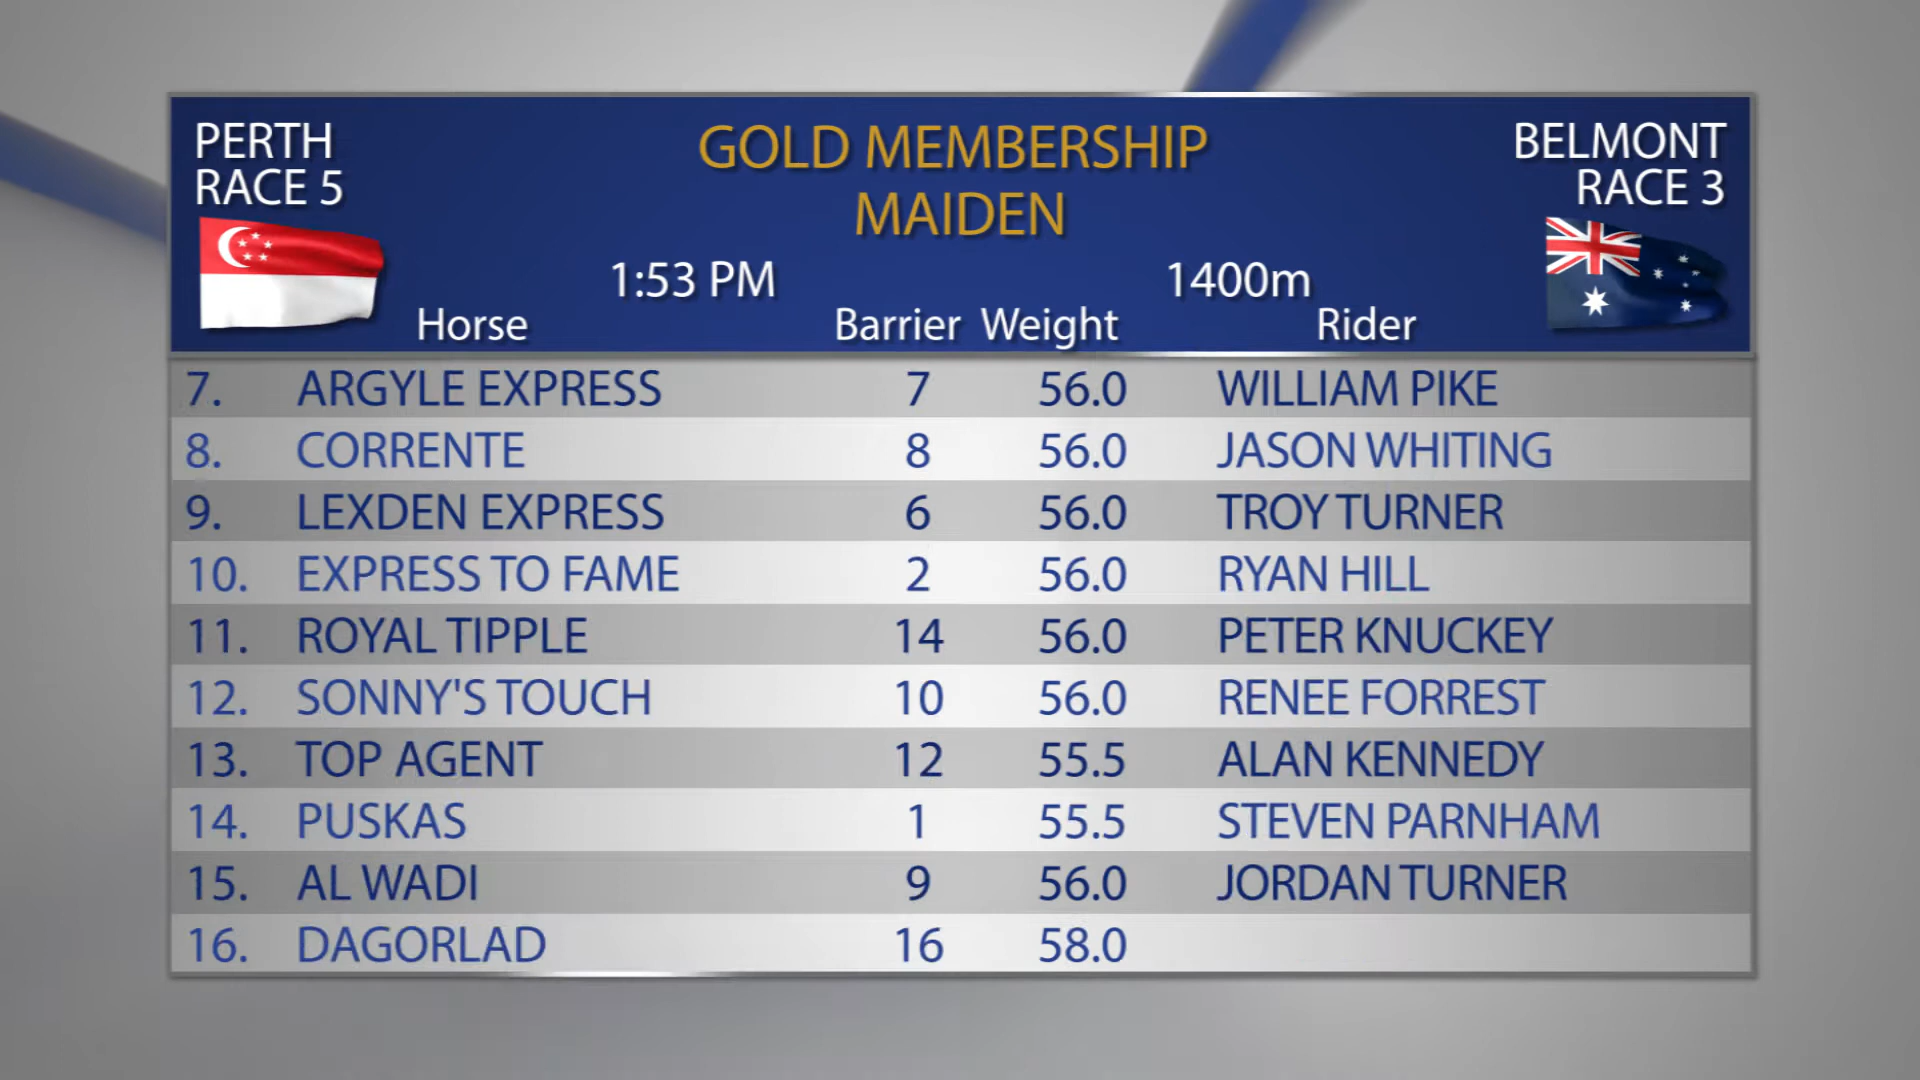 PERTH
RACE 5
GOLD MEMBERSHIP
MAIDEN
BELMONT
RACE 3
1:53 PM 1400m
Horse Barrier Weight Rider
7. ARGYLE EXPRESS 7 56.0 WILLIAM PIKE
8. CORRENTE 8 56.0 JASON WHITING
9. LEXDEN EXPRESS 6 56.0 TROY TURNER
10. EXPRESS TO FAME 2 56.0 RYAN HILL
11. ROYAL TIPPLE 14 56.0 PETER KNUCKEY
12. SONNY'S TOUCH 10 56.0 RENEE FORREST
13. TOP AGENT 12 55.5 ALAN KENNEDY
14. PUSKAS 1 55.5 STEVEN PARNHAM
15. AL WADI 9 56.0 JORDAN TURNER
16. DAGORLAD 16 58.0